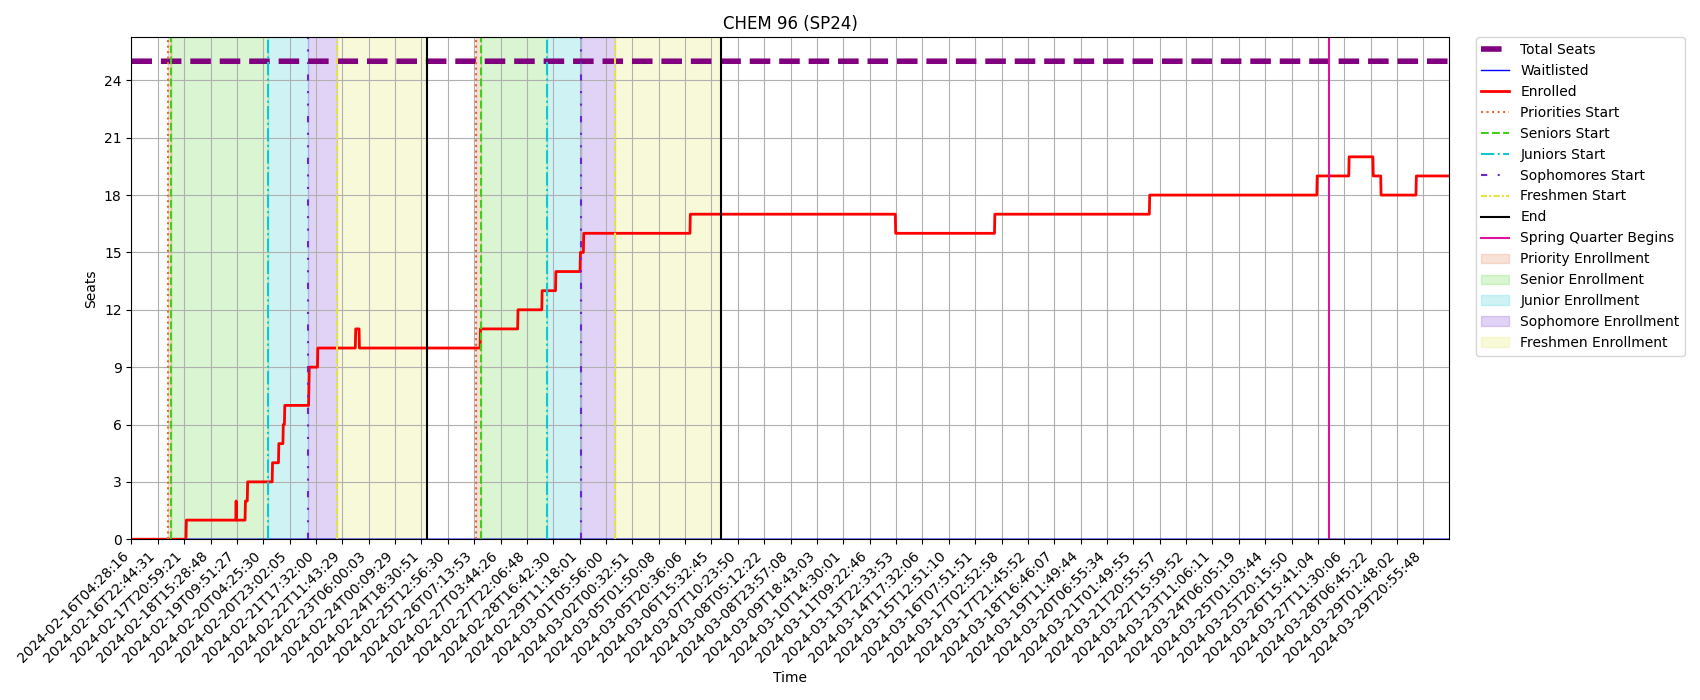 CHEM 96 (SP24)
Total Seats
Waitlisted
Enrolled
Priorities Start
Seniors Start
Juniors Start
Sophomores Start
Freshmen Start
End
Spring Quarter Begins
Priority Enrollment
Senior Enrollment
Junior Enrollment
Sophomore Enrollment
Freshmen Enrollment
Seats
24
21
18
15
12
9
6
3
0
2024-02-16T04:28:16
2024-02-16T22:44:31
2024-02-17T20:59:21
2024-02-18T15:28:48
2024-02-19T09:51:27
2024-02-20T04:25:30
2024-02-20T23:02:05
2024-02-21T17:32:00
2024-02-22T11:43:29
2024-02-23T06:00:03
2024-02-24T00:09:29
2024-02-24T18:30:51
2024-02-25T12:56:30
2024-02-26T07:13:53
2024-02-27T03:44:26
2024-02-27T22:06:48
2024-02-28T16:42:30
2024-02-29T11:18:01
2024-03-01T05:56:00
2024-03-02T00:32:51
2024-03-05T01:50:08
2024-03-05T20:36:06
2024-03-06T15:32:45
2024-03-07T10:23:50
2024-03-08T05:12:22
2024-03-08T23:57:08
2024-03-09T18:43:03
2024-03-10T14:30:01
2024-03-11T09:22:46
2024-03-13T22:33:53
2024-03-14T17:32:06
2024-03-15T12:51:10
2024-03-16T07:51:51
2024-03-17T02:52:58
2024-03-17T21:45:52
2024-03-18T16:46:07
2024-03-19T11:49:44
2024-03-20T06:55:34
2024-03-21T01:49:55
2024-03-21T20:55:57
2024-03-22T15:59:52
2024-03-23T11:06:11
2024-03-24T06:05:19
2024-03-25T01:03:44
2024-03-25T20:15:50
2024-03-26T15:41:04
2024-03-27T11:30:06
2024-03-28T06:45:22
2024-03-29T01:48:02
2024-03-29T20:55:48
Time